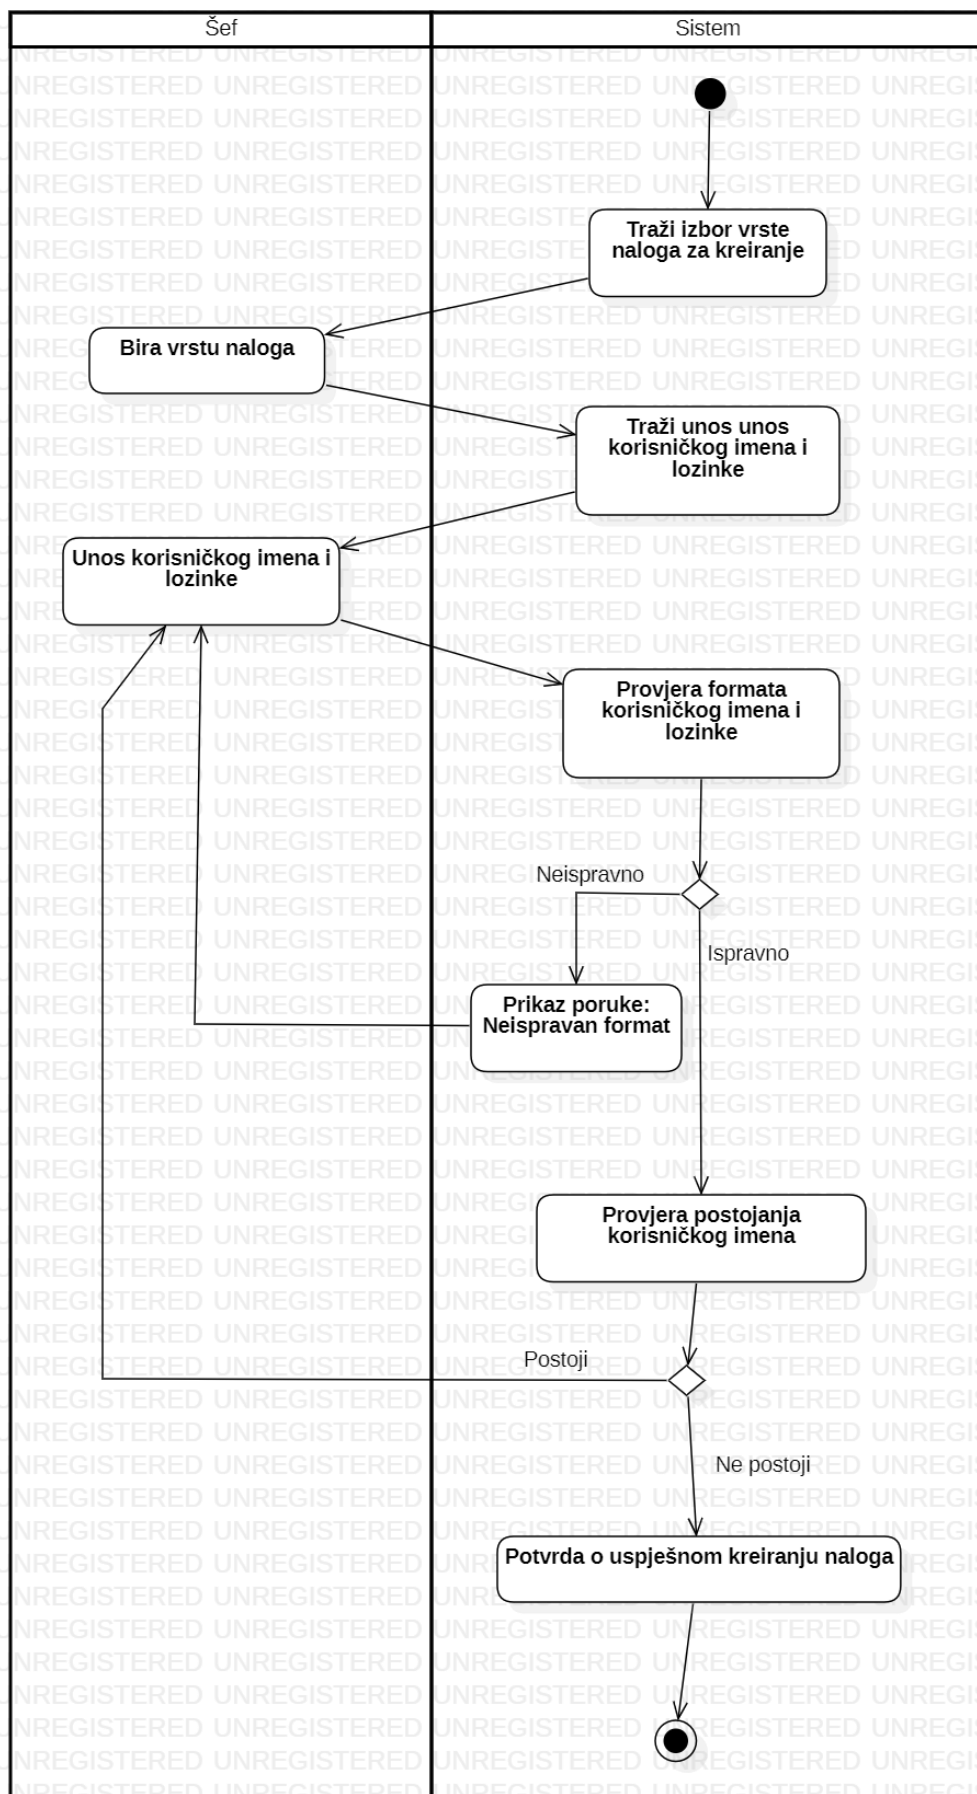 Šef
Sistem
Traži izbor vrste
naloga za kreiranje
Bira vrstu naloga
Traži unos unos
korisničkog imena i
lozinke
Unos korisničkog imena i
lozinke
Provjera formata
korisničkog imena i
lozinke
Neispravno
Ispravno
Prikaz poruke:
Neispravan format
Provjera postojanja
korisničkog imena
Postoji
Ne postoji
Potvrda o uspješnom kreiranju naloga
UNREGISTERED